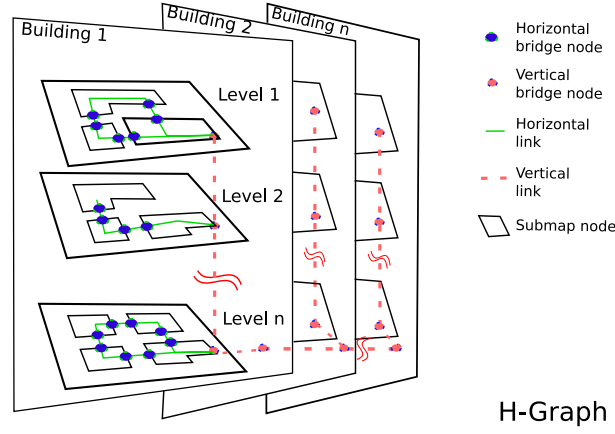 Building 1
Building 2
Building n
Level 1
Level 2
Level n
Horizontal
bridge node
Vertical
bridge node
Horizontal
link
Vertical
link
Submap node
H-Graph